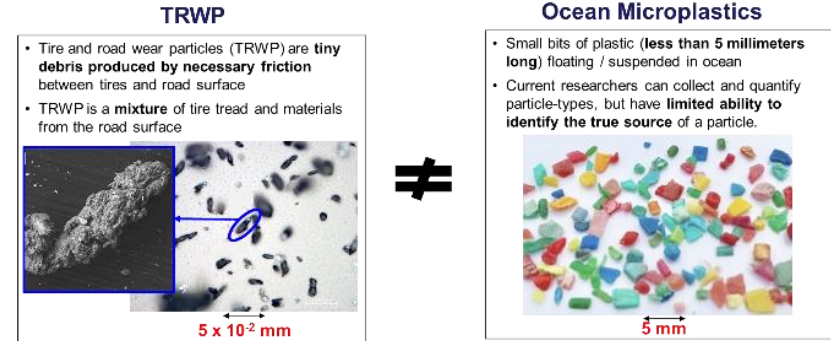 TRWP
• Tire and road wear particles (TRWP) are tiny
debris produced by necessary friction
between tires and road surface
• TRWP is a mixture of tire tread and materials
from the road surface
5 x 10⁻² mm
≠
Ocean Microplastics
• Small bits of plastic (less than 5 millimeters
long) floating / suspended in ocean
• Current researchers can collect and quantify
particle-types, but have limited ability to
identify the true source of a particle.
5 mm